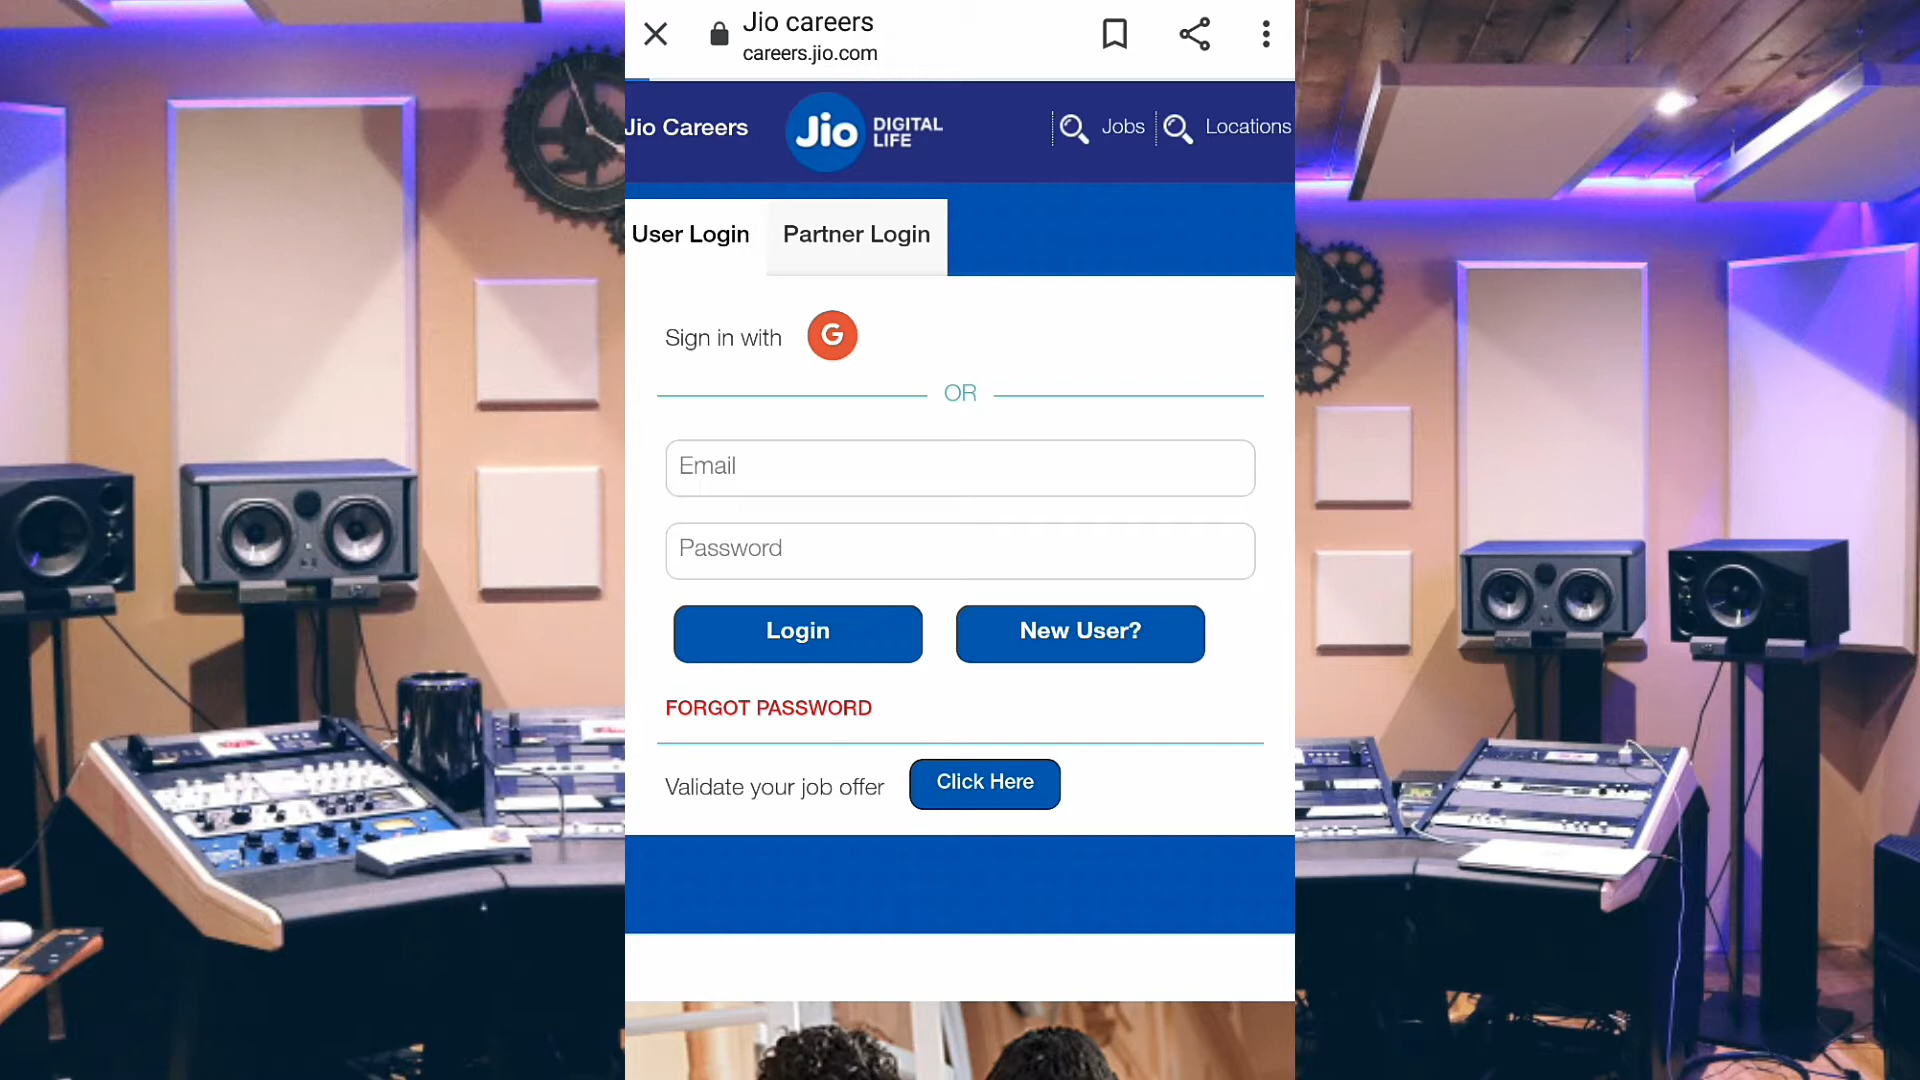 Jio careers
careers.jio.com
Jio Careers
Jio DIGITAL LIFE
Jobs
Locations
User Login
Partner Login
Sign in with G
OR
Email
Password
Login
New User?
FORGOT PASSWORD
Validate your job offer
Click Here